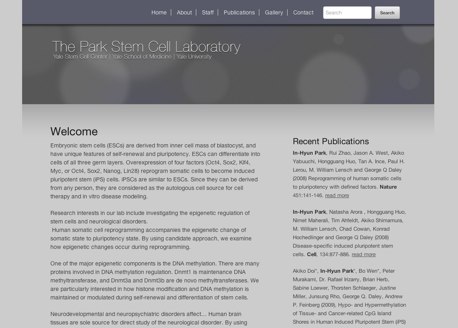 Home | About | Staff | Publications | Gallery | Contact Search Search
The Park Stem Cell Laboratory
Yale Stem Cell Center | Yale School of Medicine | Yale University
Welcome
Embryonic stem cells (ESCs) are derived from inner cell mass of blastocyst, and
have unique features of self-renewal and pluripotency. ESCs can differentiate into
cells of all three germ layers. Overexpression of four factors (Oct4, Sox2, Klf4,
Myc, or Oct4, Sox2, Nanog, Lin28) reprogram somatic cells to become induced
pluripotent stem (iPS) cells. iPSCs are similar to ESCs. Since they can be derived
from any person, they are considered as the autologous cell source for cell
therapy and in vitro disease modeling.
Research interests in our lab include investigating the epigenetic regulation of
stem cells and neurological disorders.
Human somatic cell reprogramming accompanies the epigenetic change of
somatic state to pluripotency state. By using candidate approach, we examine
how epigenetic changes occur during reprogramming.
One of the major epigenetic components is the DNA methylation. There are many
proteins involved in DNA methylation regulation. Dnmt1 is maintenance DNA
methyltransferase, and Dnmt3a and Dnmt3b are de novo methyltransferases. We
are particularly interested in how histone modification and DNA methylation is
maintained or modulated during self-renewal and differentiation of stem cells.
Neurodevelopmental and neuropsychiatric disorders affect... Human brain
tissues are sole source for direct study of the neurological disorder. By using
Recent Publications
In-Hyun Park, Rui Zhao, Jason A. West, Akiko
Yabuuchi, Hongguang Huo, Tan A. Ince, Paul H.
Lerou, M. William Lensch and George Q Daley
(2008) Reprogramming of human somatic cells
to pluripotency with defined factors. Nature
451:141-146. read more
In-Hyun Park, Natasha Arora , Hongguang Huo,
Nimet Maherali, Tim Ahfeldt, Akiko Shimamura,
M. William Lensch, Chad Cowan, Konrad
Hochedlinger and George Q Daley (2008)
Disease-specific induced pluripotent stem
cells. Cell, 134:877-886. read more
Akiko Doi*, In-Hyun Park*, Bo Wen*, Peter
Murakami, Dr. Rafael Irizarry, Brian Herb,
Sabine Loewer, Thorsten Schlaeger, Justine
Miller, Junsung Rho, George Q. Daley, Andrew
P. Feinberg (2009). Hypo- and Hypermethylation
of Tissue- and Cancer-related CpG Island
Shores in Human Induced Pluripotent Stem (iPS)